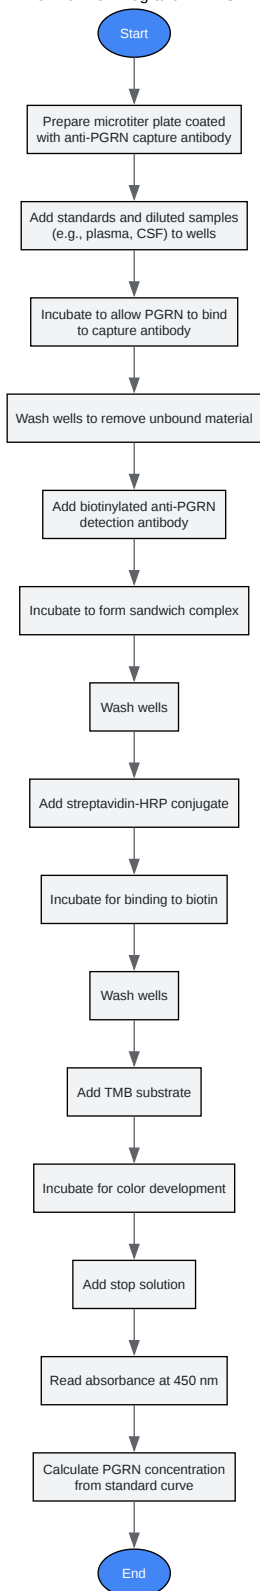 Start
Prepare microtiter plate coated
with anti-PGRN capture antibody
Add standards and diluted samples
(e.g., plasma, CSF) to wells
Incubate to allow PGRN to bind
to capture antibody
Wash wells to remove unbound material
Add biotinylated anti-PGRN
detection antibody
Incubate to form sandwich complex
Wash wells
Add streptavidin-HRP conjugate
Incubate for binding to biotin
Wash wells
Add TMB substrate
Incubate for color development
Add stop solution
Read absorbance at 450 nm
Calculate PGRN concentration
from standard curve
End